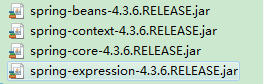 spring-beans-4.3.6.RELEASE.jar
spring-context-4.3.6.RELEASE.jar
spring-core-4.3.6.RELEASE.jar
spring-expression-4.3.6.RELEASE.jar